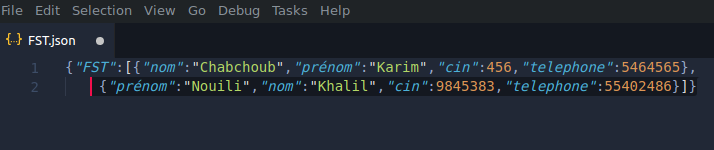 File Edit Selection View Go Debug Tasks Help
{..} FST.json ●
1 {"FST":[{"nom":"Chabchoub","prénom":"Karim","cin":456,"telephone":5464565},
2 {"prénom":"Nouili","nom":"Khalil","cin":9845383,"telephone":55402486}]}